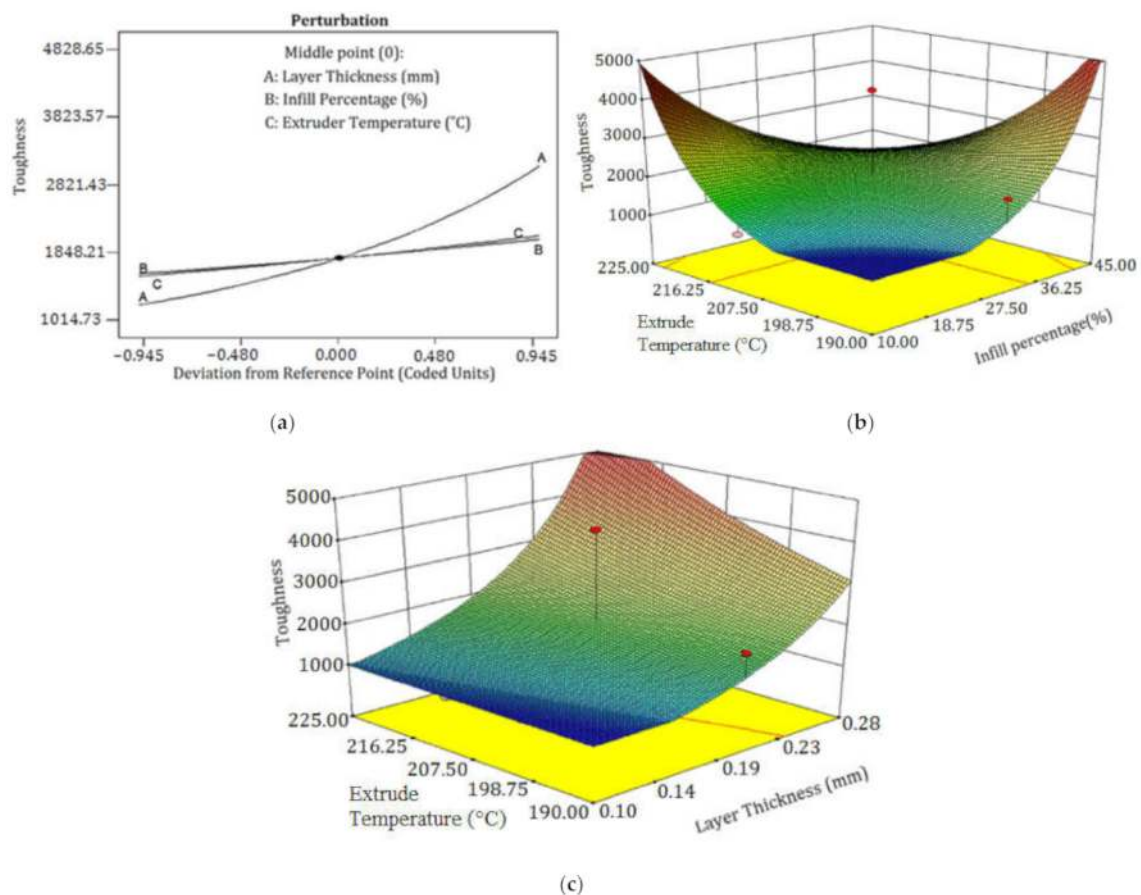 Perturbation
4828.65
3823.57
2821.43
1848.21
1014.73
Toughness
Middle point (0):
A: Layer Thickness (mm)
B: Infill Percentage (%)
C: Extruder Temperature (°C)
A
C
B
B
C
A
−0.945
−0.480
0.000
0.480
0.945
Deviation from Reference Point (Coded Units)
(a)
5000
4000
3000
2000
1000
Toughness
225.00
216.25
207.50
198.75
190.00
Extrude
Temperature (°C)
10.00
18.75
27.50
36.25
45.00
Infill percentage(%)
(b)
5000
4000
3000
2000
1000
Toughness
225.00
216.25
207.50
198.75
190.00
Extrude
Temperature (°C)
0.10
0.14
0.19
0.23
0.28
Layer Thickness (mm)
(c)